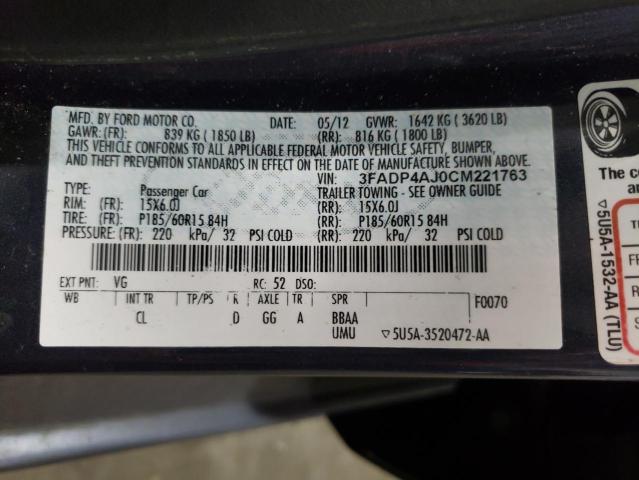 MFD. BY FORD MOTOR CO. DATE: 05/12 GVWR: 1642 KG ( 3620 LB)
GAWR: (FR): 839 KG ( 1850 LB) (RR): 816 KG ( 1800 LB)
THIS VEHICLE CONFORMS TO ALL APPLICABLE FEDERAL MOTOR VEHICLE SAFETY, BUMPER,
AND THEFT PREVENTION STANDARDS IN EFFECT ON THE DATE OF MANUFACTURE SHOWN ABOVE.
VIN: 3FADP4AJ0CM221763
TYPE: Passenger Car TRAILER TOWING - SEE OWNER GUIDE
RIM: (FR): 15X6.0J (RR): 15X6.0J
TIRE: (FR): P185/60R15 84H (RR): P185/60R15 84H
PRESSURE: (FR): 220 kPa/ 32 PSI COLD (RR): 220 kPa/ 32 PSI COLD
EXT PNT: VG RC: 52 DSO:
WB INT TR TP/PS R AXLE TR SPR F0070
CL D GG A BBAA
UMU ▽5U5A-3520472-AA
The co
▽5U5A-1532-AA (TLU)